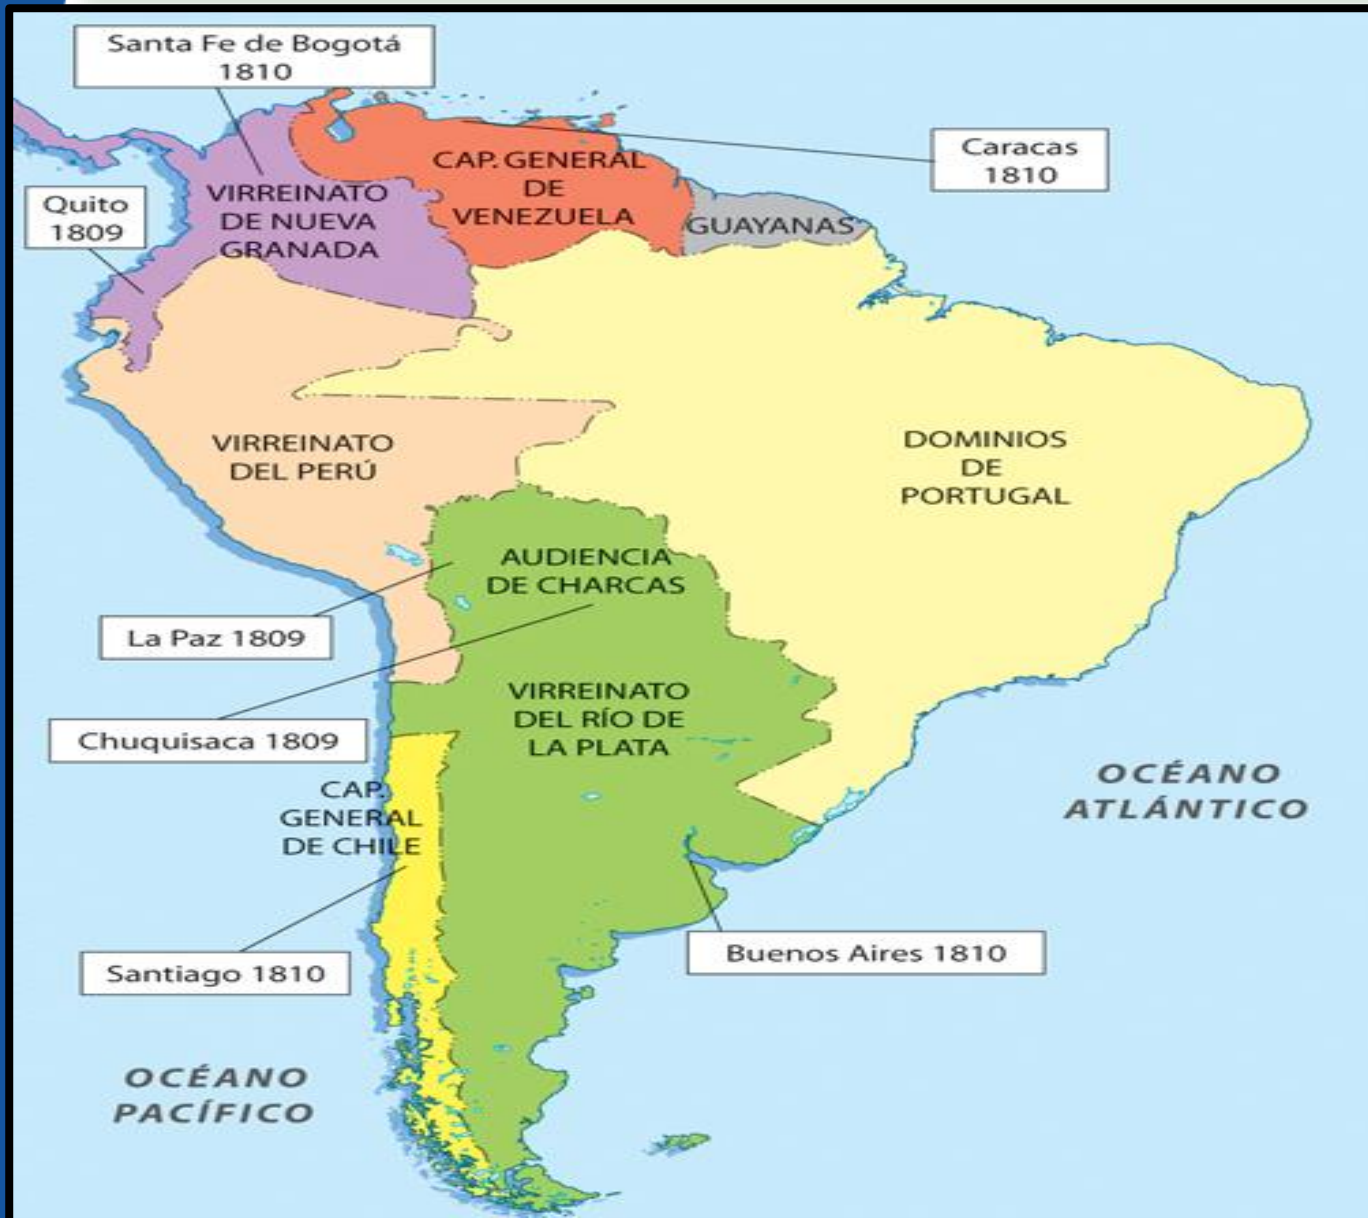 Santa Fe de Bogotá
1810
Caracas
1810
CAP. GENERAL
DE
VENEZUELA
VIRREINATO
DE NUEVA
GRANADA
Quito
1809
GUAYANAS
VIRREINATO
DEL PERÚ
DOMINIOS
DE
PORTUGAL
AUDIENCIA
DE CHARCAS
La Paz 1809
VIRREINATO
DEL RÍO DE
LA PLATA
Chuquisaca 1809
CAP.
GENERAL
DE CHILE
OCÉANO
ATLÁNTICO
Buenos Aires 1810
Santiago 1810
OCÉANO
PACÍFICO